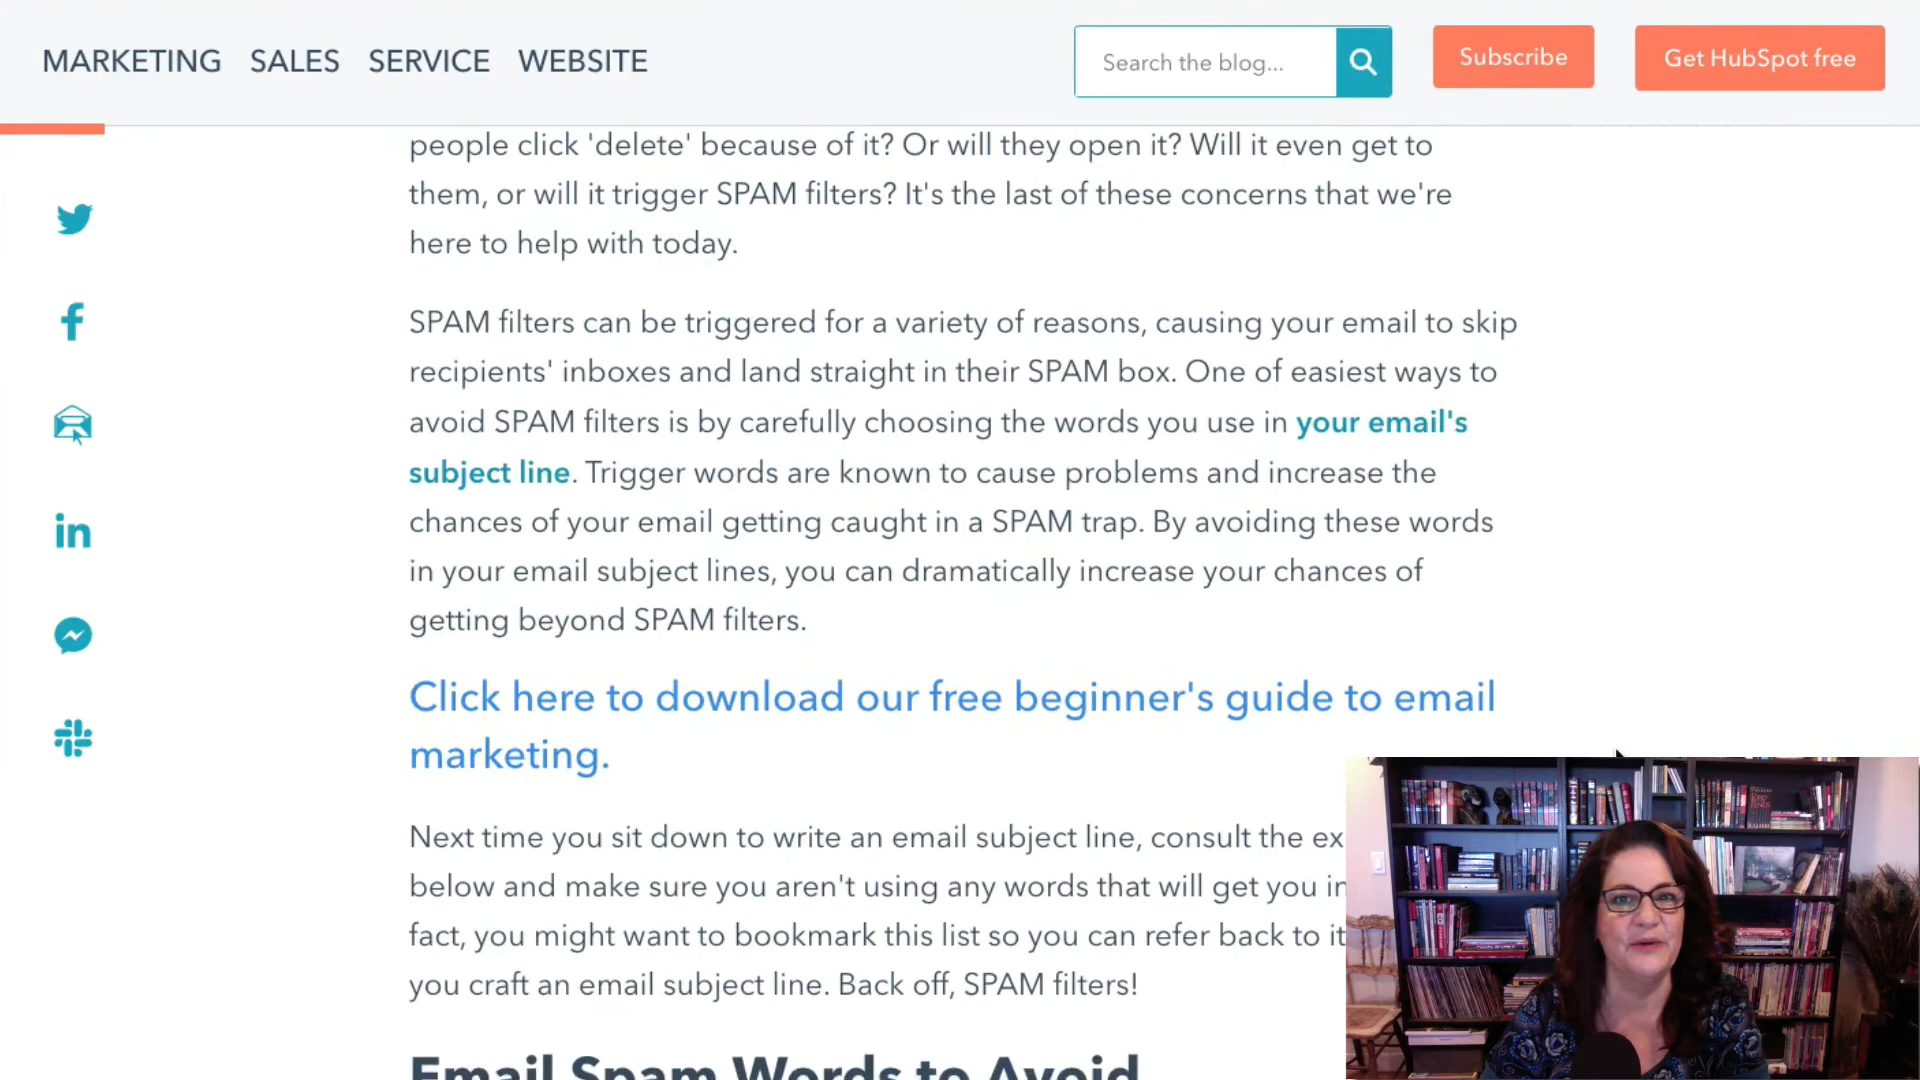 MARKETING SALES SERVICE WEBSITE
Search the blog...
Subscribe
Get HubSpot free
people click 'delete' because of it? Or will they open it? Will it even get to
them, or will it trigger SPAM filters? It's the last of these concerns that we're
here to help with today.
SPAM filters can be triggered for a variety of reasons, causing your email to skip
recipients' inboxes and land straight in their SPAM box. One of easiest ways to
avoid SPAM filters is by carefully choosing the words you use in your email's
subject line. Trigger words are known to cause problems and increase the
chances of your email getting caught in a SPAM trap. By avoiding these words
in your email subject lines, you can dramatically increase your chances of
getting beyond SPAM filters.
Click here to download our free beginner's guide to email
marketing.
Next time you sit down to write an email subject line, consult the ex
below and make sure you aren't using any words that will get you in
fact, you might want to bookmark this list so you can refer back to it
you craft an email subject line. Back off, SPAM filters!
Email Spam Words to Avoid